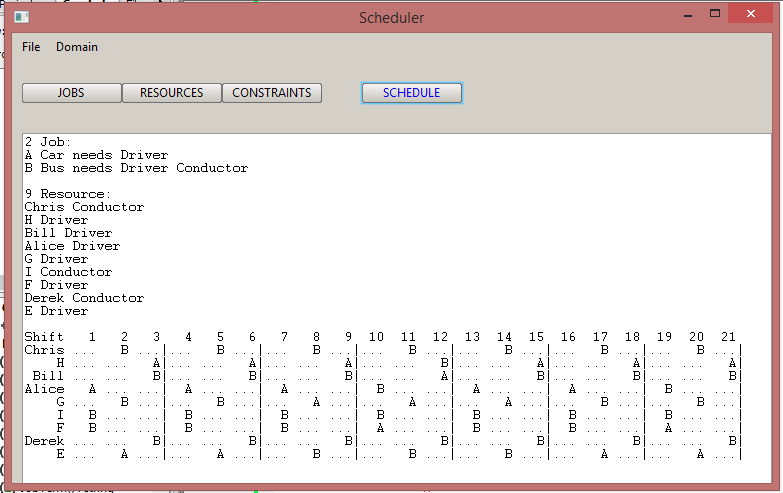 Scheduler
File Domain
JOBS RESOURCES CONSTRAINTS SCHEDULE
2 Job:
A Car needs Driver
B Bus needs Driver Conductor
9 Resource:
Chris Conductor
H Driver
Bill Driver
Alice Driver
G Driver
I Conductor
F Driver
Derek Conductor
E Driver
Shift 1 2 3 4 5 6 7 8 9 10 11 12 13 14 15 16 17 18 19 20 21
Chris ... B ...|... B ...|... B ...|... B ...|... B ...|... B ...|... B ...|
H ... ... A|... ... A|... ... A|... ... B|... ... A|... ... A|... ... A|
Bill ... ... B|... ... B|... ... B|... ... A|... ... B|... ... B|... ... B|
Alice A ... ...| A ... ...| A ... ...| B ... ...| A ... ...| A ... ...| B ... ...|
G ... B ...|... B ...|... A ...|... A ...|... A ...|... B ...|... B ...|
I B ... ...| B ... ...| B ... ...| B ... ...| B ... ...| B ... ...| B ... ...|
F B ... ...| B ... ...| B ... ...| A ... ...| B ... ...| B ... ...| A ... ...|
Derek ... ... B|... ... B|... ... B|... ... B|... ... B|... ... B|... ... B|
E ... A ...|... A ...|... B ...|... B ...|... B ...|... A ...|... A ...|